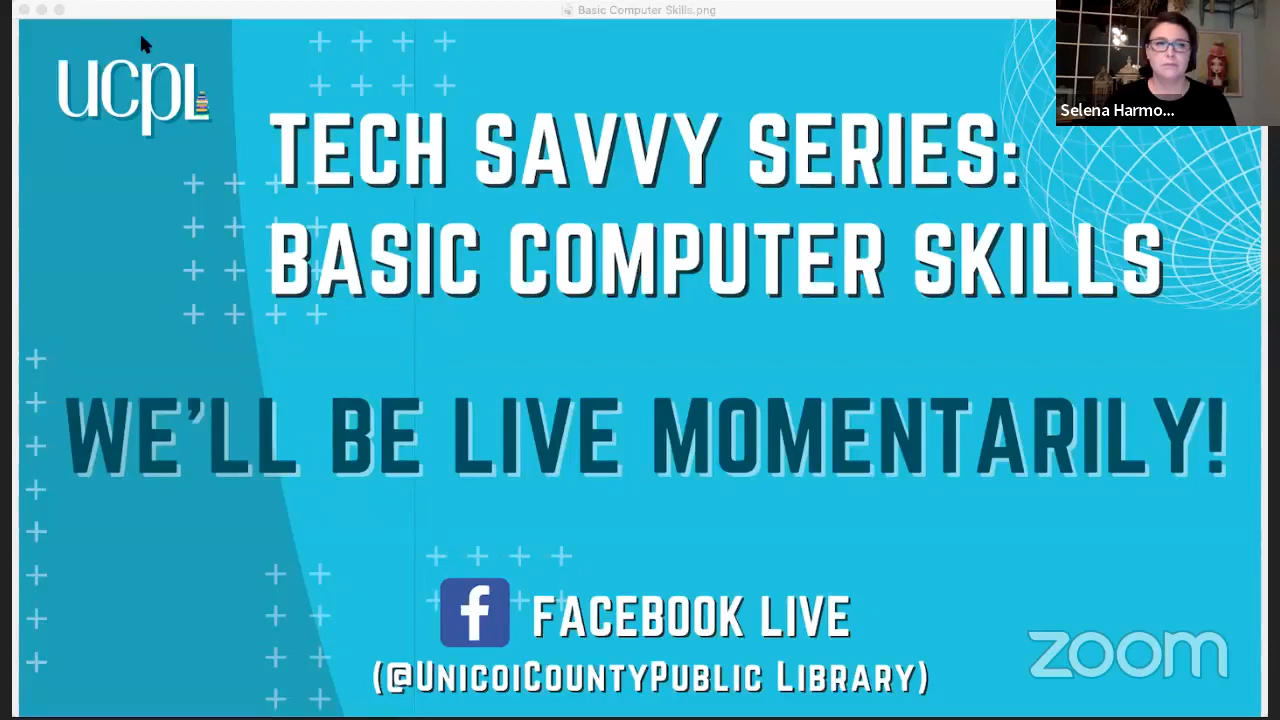 Basic Computer Skills.png
ucpl
Selena Harmo...
TECH SAVVY SERIES:
BASIC COMPUTER SKILLS
WE'LL BE LIVE MOMENTARILY!
f FACEBOOK LIVE
(@UNICOICOUNTYPUBLIC LIBRARY)
zoom